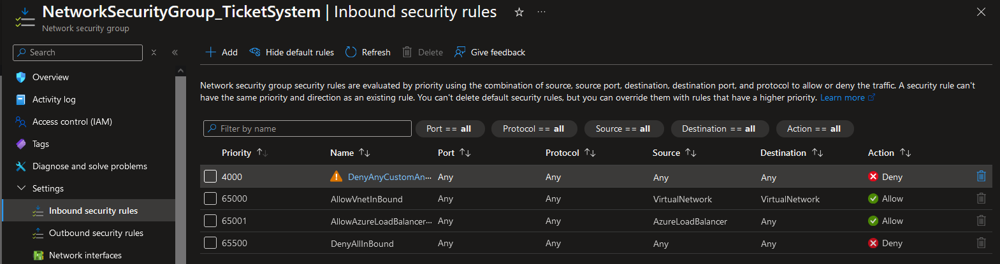 NetworkSecurityGroup_TicketSystem | Inbound security rules
Network security group
Search
Add Hide default rules Refresh Delete Give feedback
Overview
Activity log
Access control (IAM)
Tags
Diagnose and solve problems
Settings
Inbound security rules
Outbound security rules
Network interfaces
Network security group security rules are evaluated by priority using the combination of source, source port, destination, destination port, and protocol to allow or deny the traffic. A security rule can't
have the same priority and direction as an existing rule. You can't delete default security rules, but you can override them with rules that have a higher priority. Learn more
Filter by name Port == all Protocol == all Source == all Destination == all Action == all
Priority Name Port Protocol Source Destination Action
4000 DenyAnyCustomAn... Any Any Any Any Deny
65000 AllowVnetInBound Any Any VirtualNetwork VirtualNetwork Allow
65001 AllowAzureLoadBalancer... Any Any AzureLoadBalancer Any Allow
65500 DenyAllInBound Any Any Any Any Deny